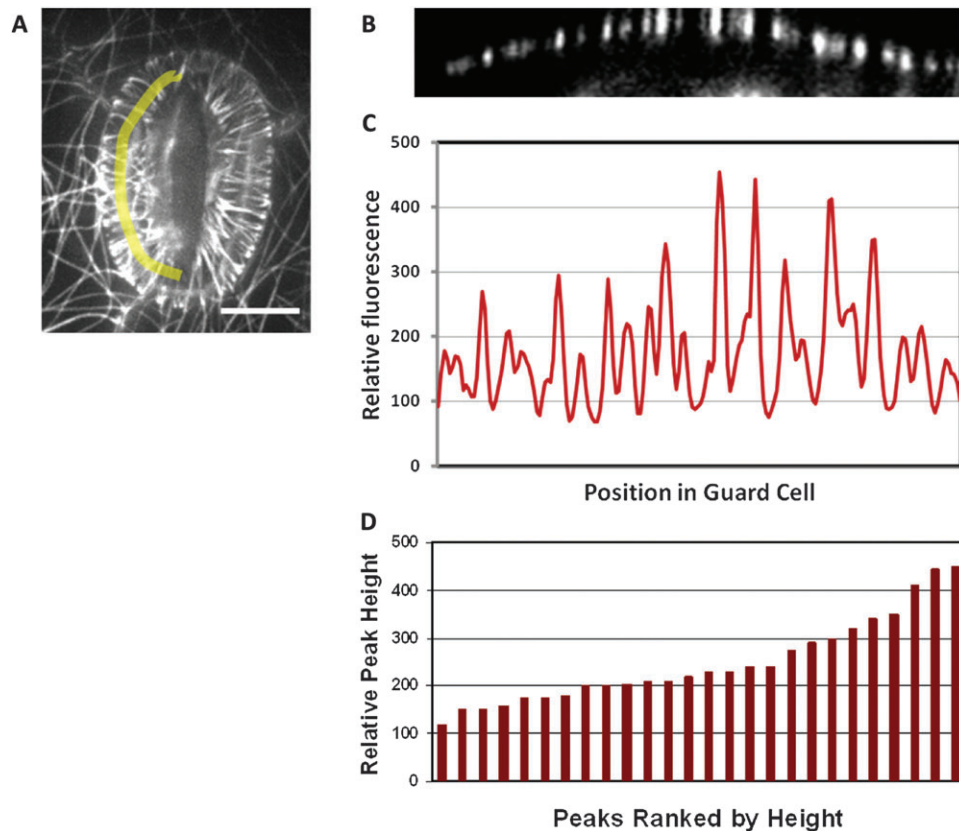 A
B
C
500
400
300
200
100
0
Relative fluorescence
Position in Guard Cell
D
500
400
300
200
100
0
Relative Peak Height
Peaks Ranked by Height